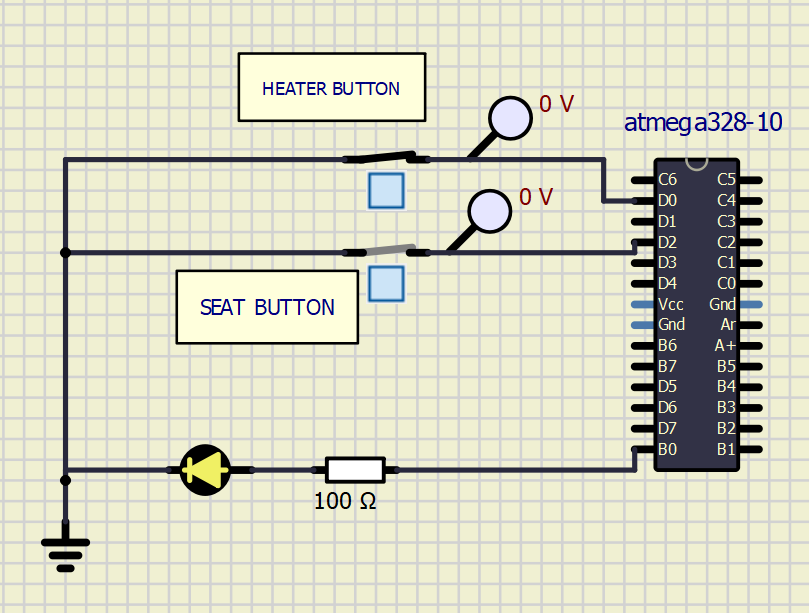 HEATER BUTTON
0 V
atmega328-10
0 V
SEAT BUTTON
100 Ω
C6 C5
D0 C4
D1 C3
D2 C2
D3 C1
D4 C0
Vcc Gnd
Gnd Ar
B6 A+
B7 B5
D5 B4
D6 B3
D7 B2
B0 B1